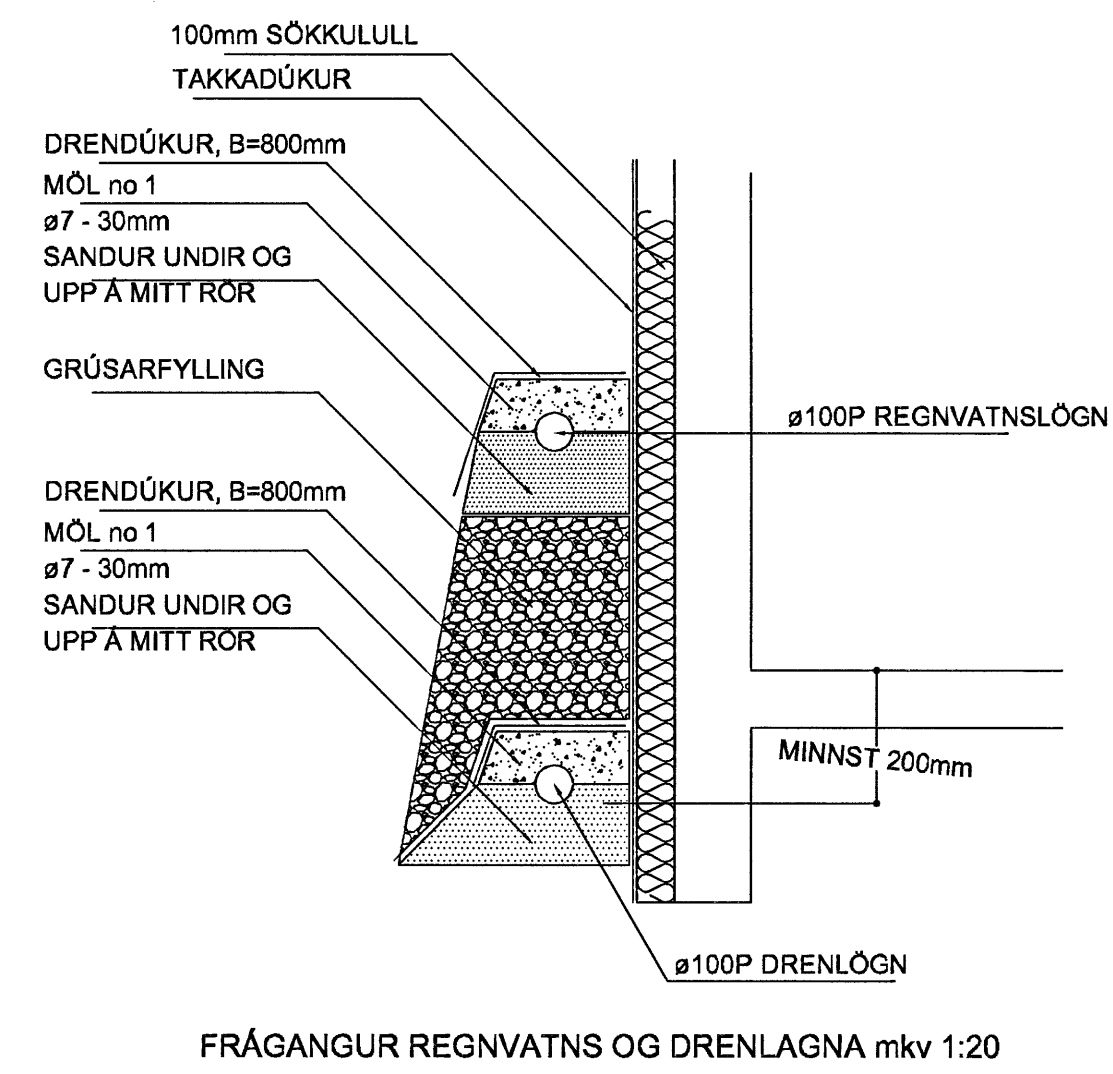 100mm SÖKKULULL
TAKKADÚKUR
DRENDÚKUR, B=800mm
MÖL no 1
ø7 - 30mm
SANDUR UNDIR OG
UPP Á MITT RÖR
GRÚSARFYLLING
ø100P REGNVATNSLÖGN
DRENDÚKUR, B=800mm
MÖL no 1
ø7 - 30mm
SANDUR UNDIR OG
UPP Á MITT RÖR
MINNST 200mm
ø100P DRENLÖGN
FRÁGANGUR REGNVATNS OG DRENLAGNA mkv 1:20